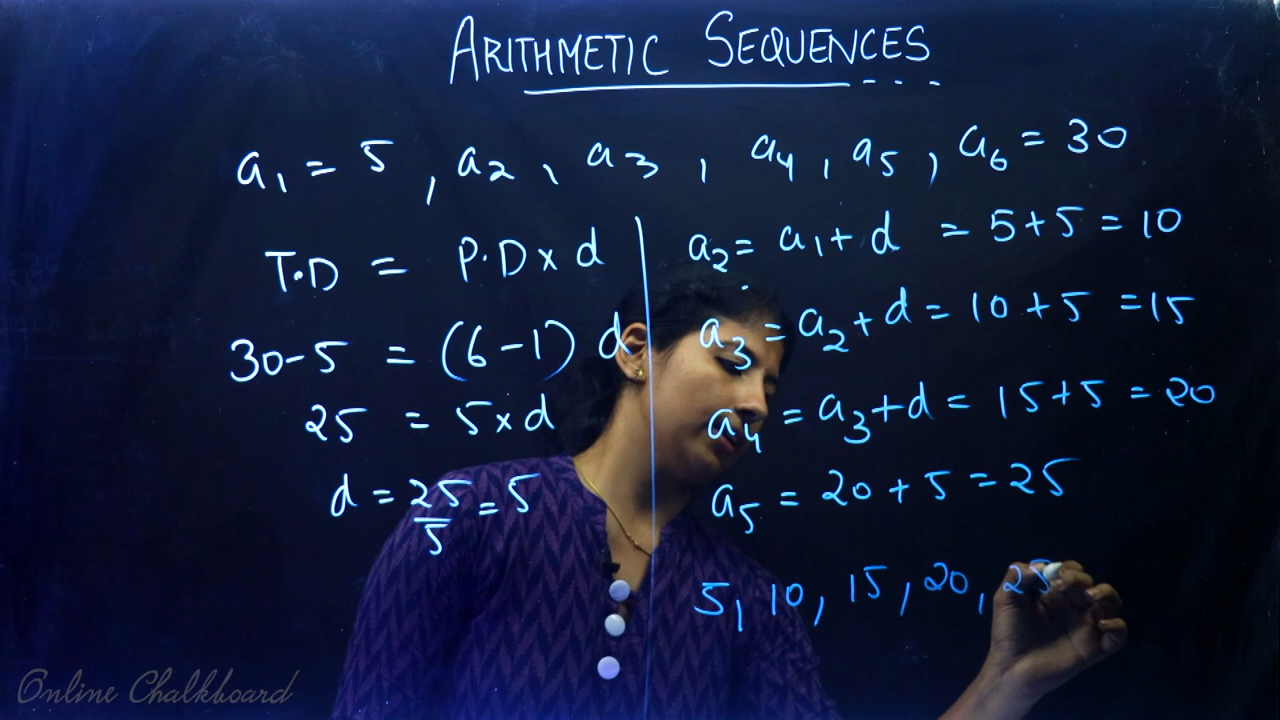 ARITHMETIC SEQUENCES
a₁ = 5, a₂, a₃, a₄, a₅, a₆ = 30
T.D = P.D x d
30-5 = (6-1) d
25 = 5xd
d = 25/5 = 5
a₂ = a₁+d = 5+5 = 10
a₃ = a₂+d = 10+5 = 15
a₄ = a₃+d = 15+5 = 20
a₅ = 20+5 = 25
5, 10, 15, 20, 25
Online Chalkboard